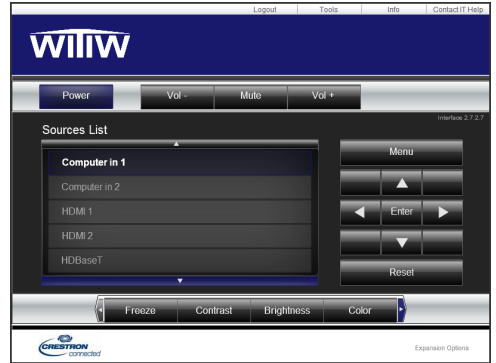 Logout Tools Info Contact IT Help
WTIIW
Power Vol - Mute Vol +
Interface 2.7.2.7
Sources List
Computer in 1
Menu
Computer in 2
HDMI 1
Enter
HDMI 2
HDBaseT
Reset
Freeze Contrast Brightness Color
CRESTRON
connected
Expansion Options